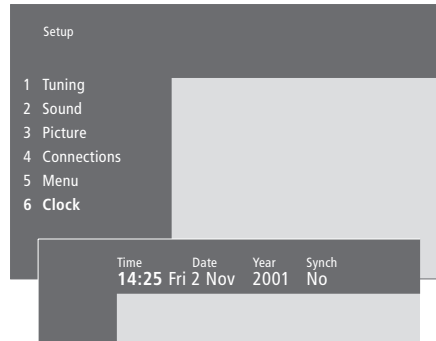 Setup
1 Tuning
2 Sound
3 Picture
4 Connections
5 Menu
6 Clock
Time Date Year Synch
14:25 Fri 2 Nov 2001 No